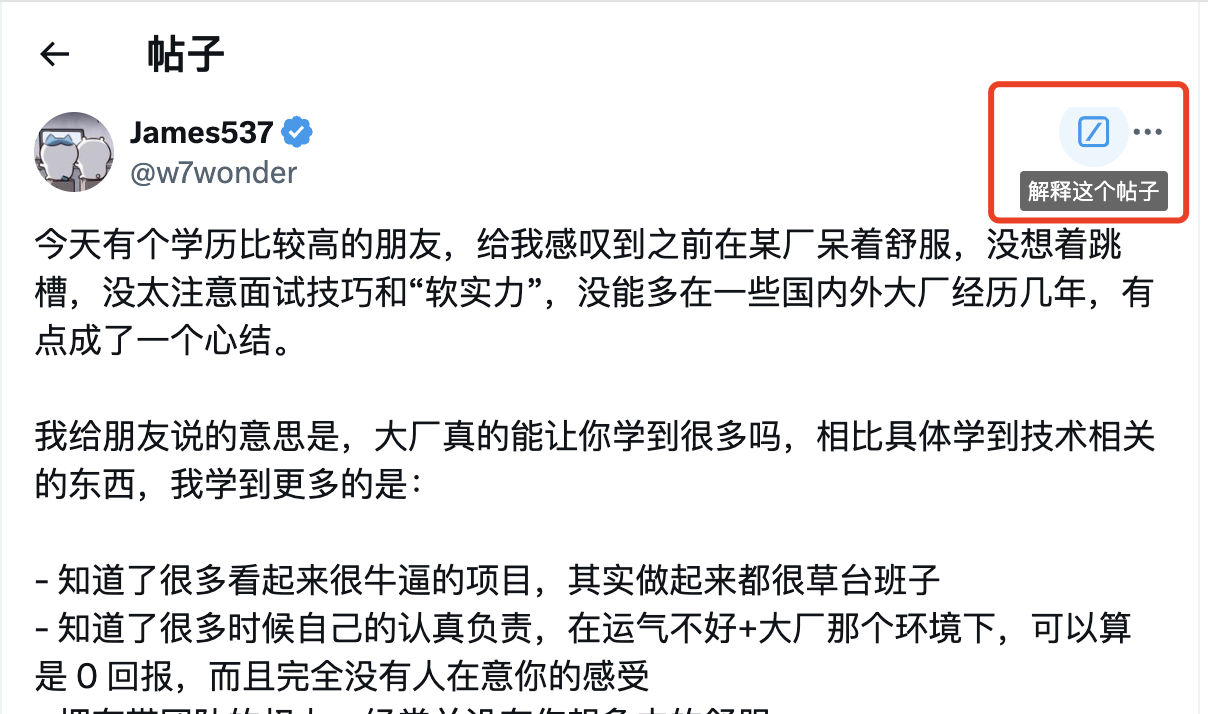 帖子
James537
@w7wonder
解释这个帖子
今天有个学历比较高的朋友，给我感叹到之前在某厂呆着舒服，没想着跳
槽，没太注意面试技巧和“软实力”，没能多在一些国内外大厂经历几年，有
点成了一个心结。
我给朋友说的意思是，大厂真的能让你学到很多吗，相比具体学到技术相关
的东西，我学到更多的是：
- 知道了很多看起来很牛逼的项目，其实做起来都很草台班子
- 知道了很多时候自己的认真负责，在运气不好+大厂那个环境下，可以算
是 0 回报，而且完全没有人在意你的感受